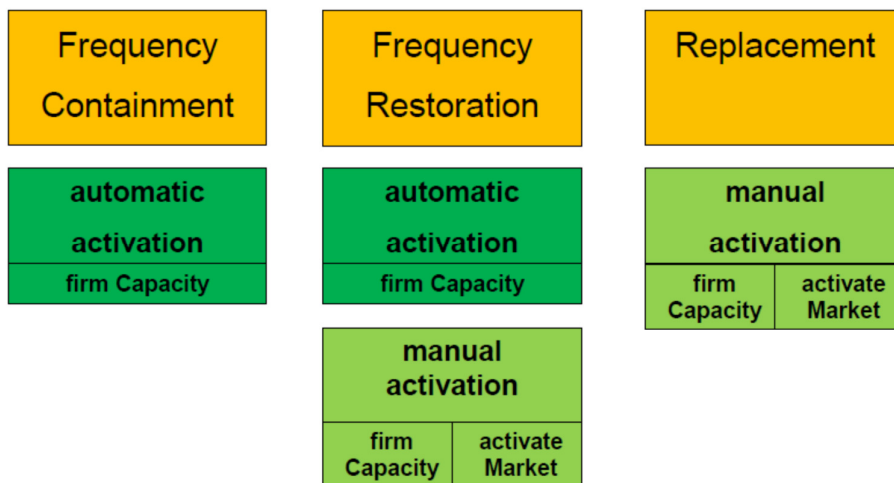 Frequency
Containment
automatic
activation
firm Capacity
Frequency
Restoration
automatic
activation
firm Capacity
manual
activation
firm
Capacity
activate
Market
Replacement
manual
activation
firm
Capacity
activate
Market